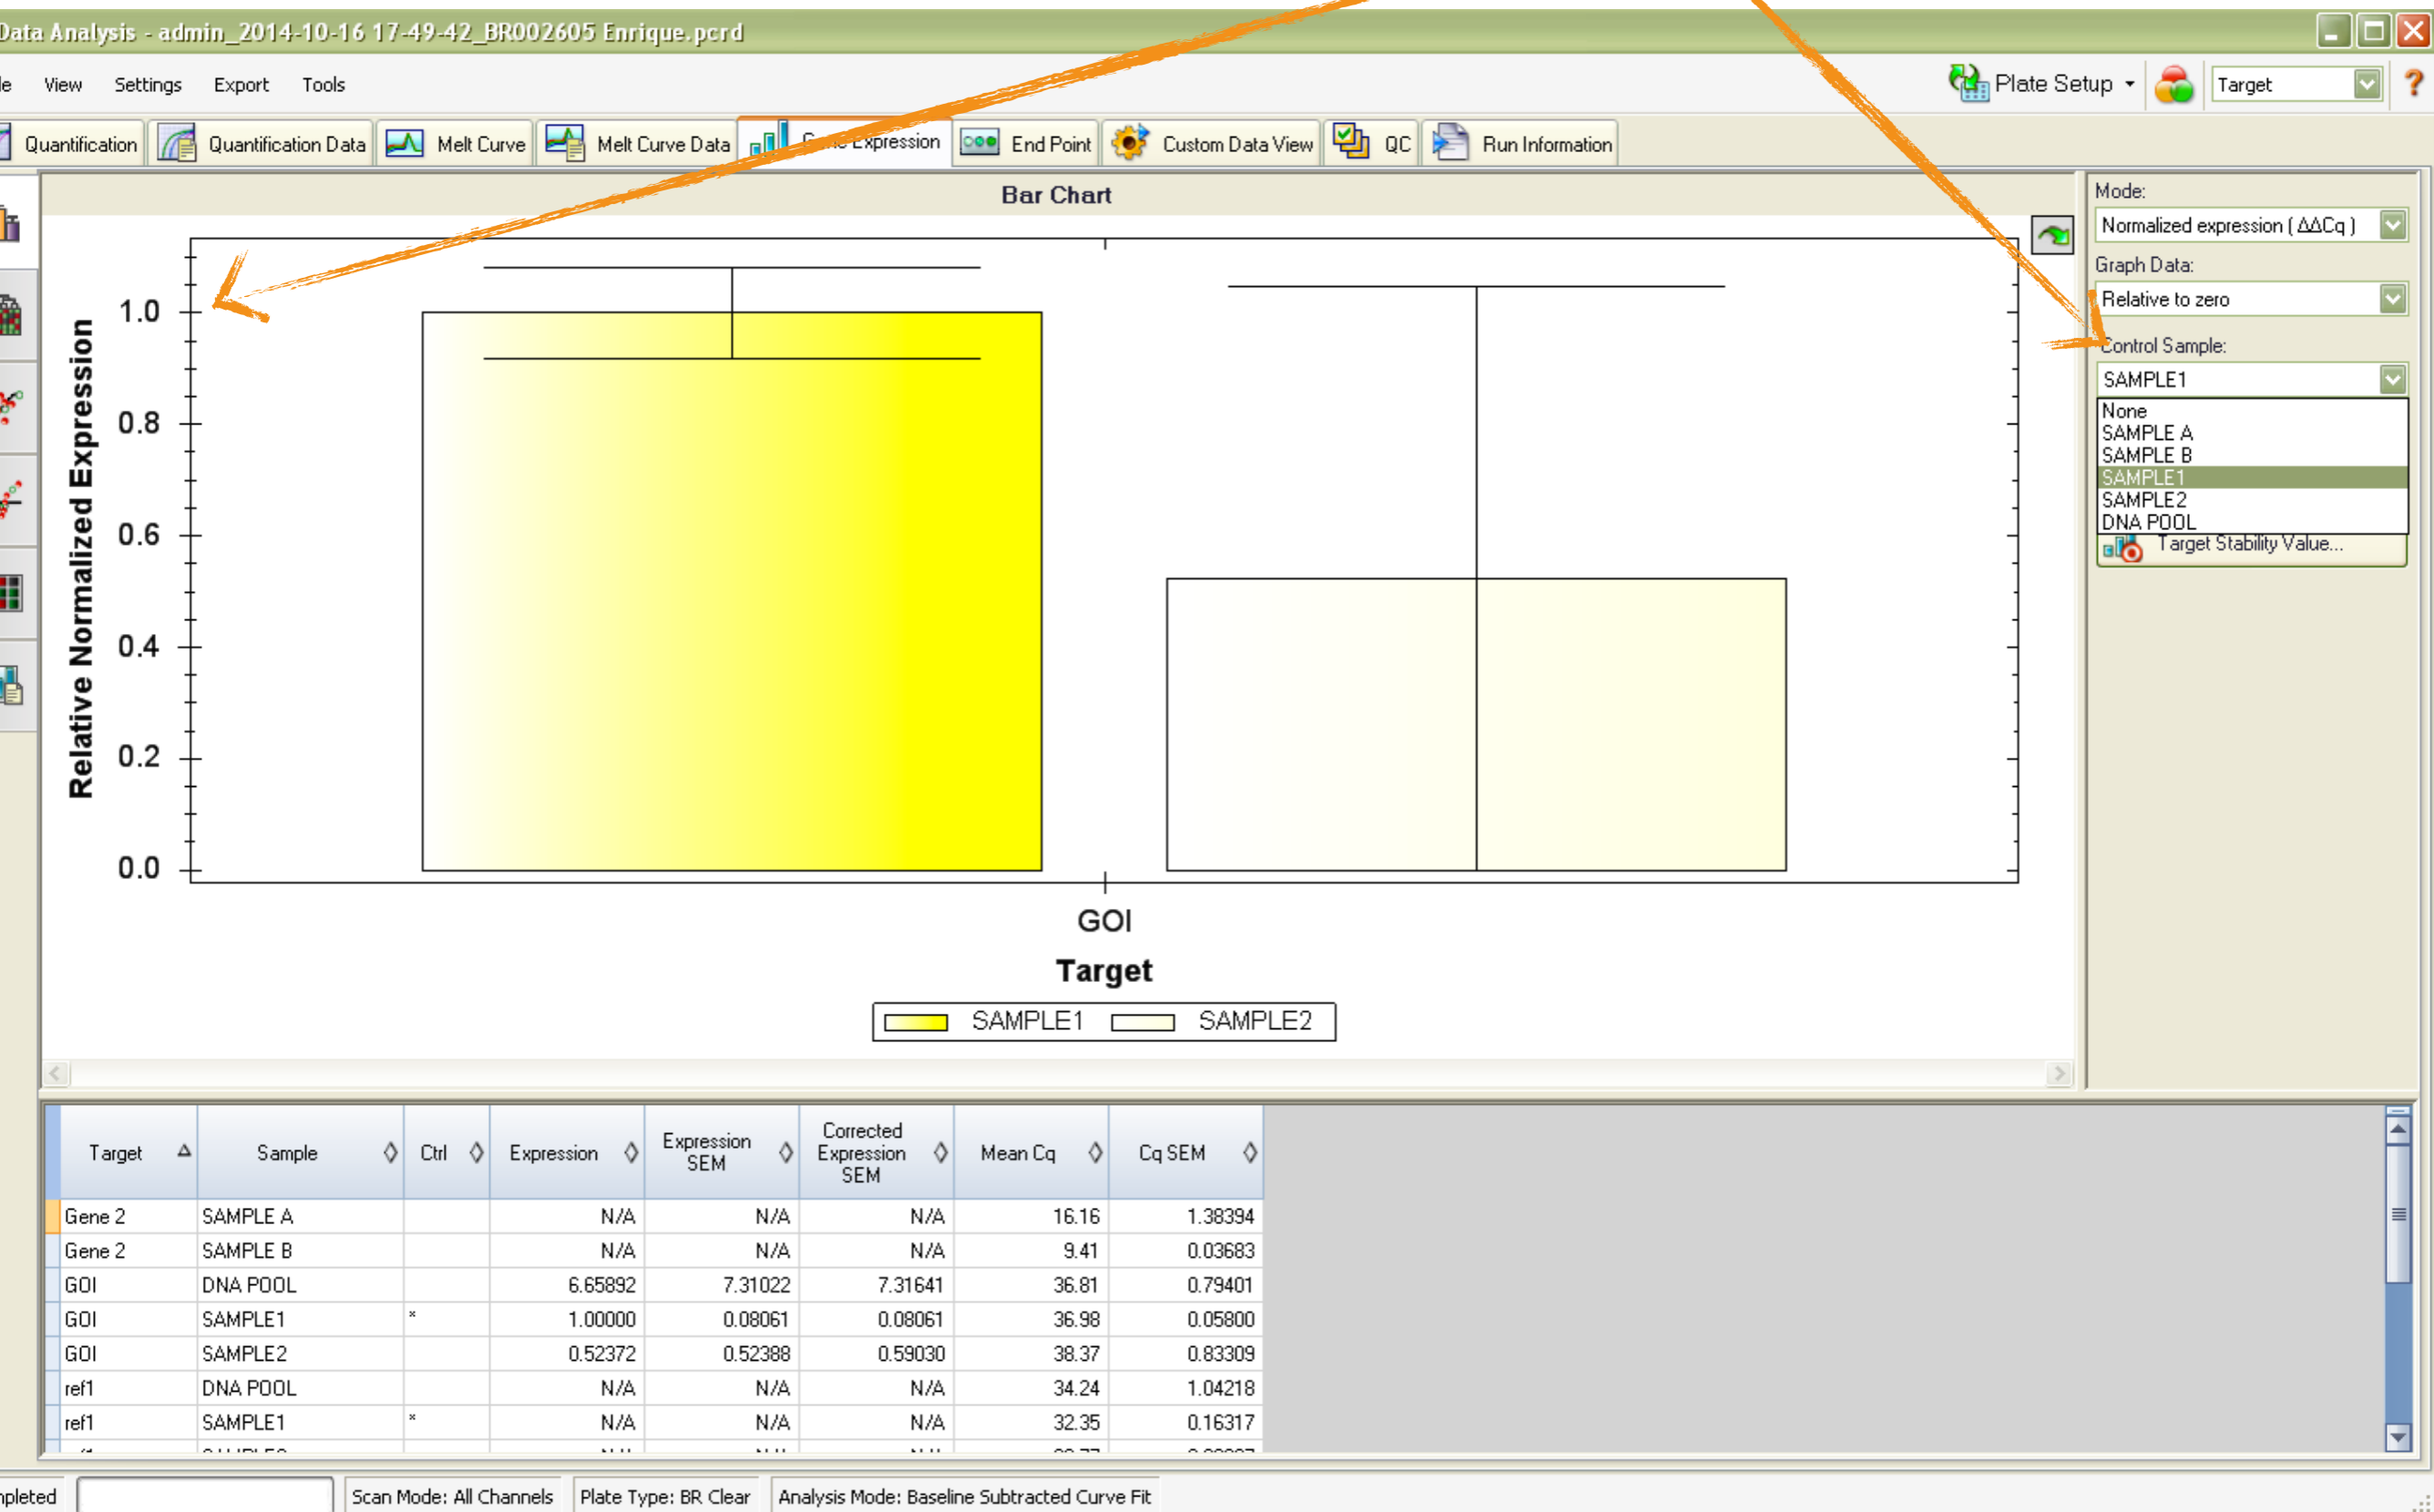 Data Analysis - admin_2014-10-16 17-49-42_BR002605 Enrique.pcrd
View Settings Export Tools
Plate Setup
Target
?
Quantification Quantification Data Melt Curve Melt Curve Data Gene Expression End Point Custom Data View QC Run Information
Bar Chart
Relative Normalized Expression
1.0
0.8
0.6
0.4
0.2
0.0
GOI
Target
SAMPLE1 SAMPLE2
Mode:
Normalized expression ( ΔΔCq )
Graph Data:
Relative to zero
Control Sample:
SAMPLE1
None
SAMPLE A
SAMPLE B
SAMPLE1
SAMPLE2
DNA POOL
Target Stability Value...
Target Sample Ctrl Expression Expression SEM Corrected Expression SEM Mean Cq Cq SEM
Gene 2 SAMPLE A N/A N/A N/A 16.16 1.38394
Gene 2 SAMPLE B N/A N/A N/A 9.41 0.03683
GOI DNA POOL 6.65892 7.31022 7.31641 36.81 0.79401
GOI SAMPLE1 * 1.00000 0.08061 0.08061 36.98 0.05800
GOI SAMPLE2 0.52372 0.52388 0.59030 38.37 0.83309
ref1 DNA POOL N/A N/A N/A 34.24 1.04218
ref1 SAMPLE1 * N/A N/A N/A 32.35 0.16317
Scan Mode: All Channels Plate Type: BR Clear Analysis Mode: Baseline Subtracted Curve Fit